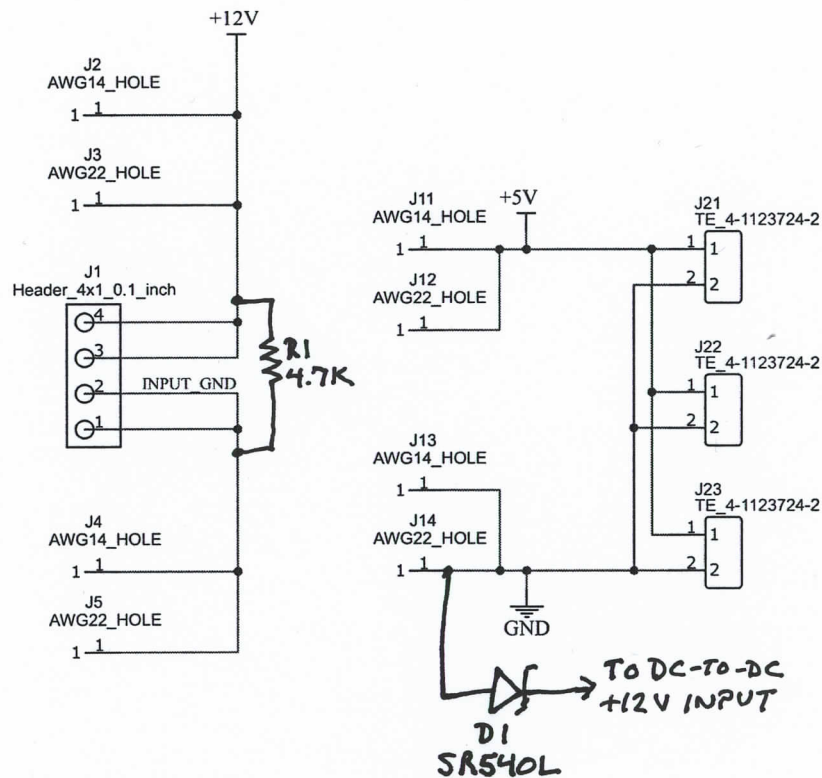 +12V
J2
AWG14_HOLE
1 1
J3
AWG22_HOLE
1 1
J1
Header_4x1_0.1_inch
4
3
2
1
INPUT_GND
R1
4.7K
J4
AWG14_HOLE
1 1
J5
AWG22_HOLE
1 1
+5V
J11
AWG14_HOLE
1 1
J12
AWG22_HOLE
1 1
J13
AWG14_HOLE
1 1
J14
AWG22_HOLE
1 1
GND
J21
TE_4-1123724-2
1 1
2 2
J22
TE_4-1123724-2
1 1
2 2
J23
TE_4-1123724-2
1 1
2 2
TO DC-TO-DC
+12V INPUT
D1
SR540L